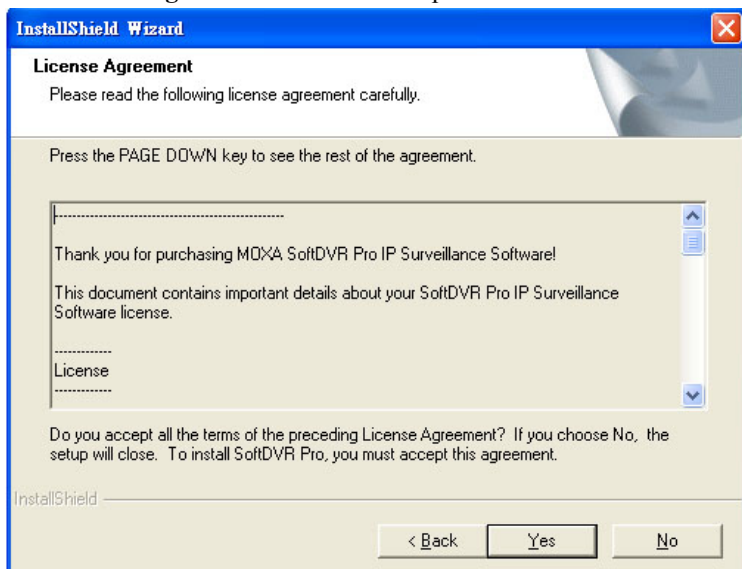 InstallShield Wizard
License Agreement
Please read the following license agreement carefully.
Press the PAGE DOWN key to see the rest of the agreement.
----------------------------------------------------
Thank you for purchasing MOXA SoftDVR Pro IP Surveillance Software!
This document contains important details about your SoftDVR Pro IP Surveillance
Software license.
-------------
License
-------------
Do you accept all the terms of the preceding License Agreement? If you choose No, the
setup will close. To install SoftDVR Pro, you must accept this agreement.
InstallShield
< Back
Yes
No